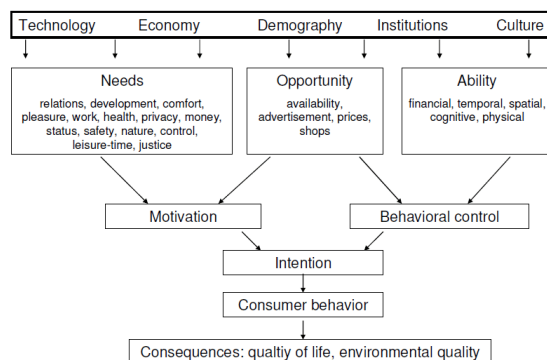 Technology Economy Demography Institutions Culture
Needs
relations, development, comfort,
pleasure, work, health, privacy, money,
status, safety, nature, control,
leisure-time, justice
Opportunity
availability,
advertisement, prices,
shops
Ability
financial, temporal, spatial,
cognitive, physical
Motivation
Behavioral control
Intention
Consumer behavior
Consequences: qualtiy of life, environmental quality